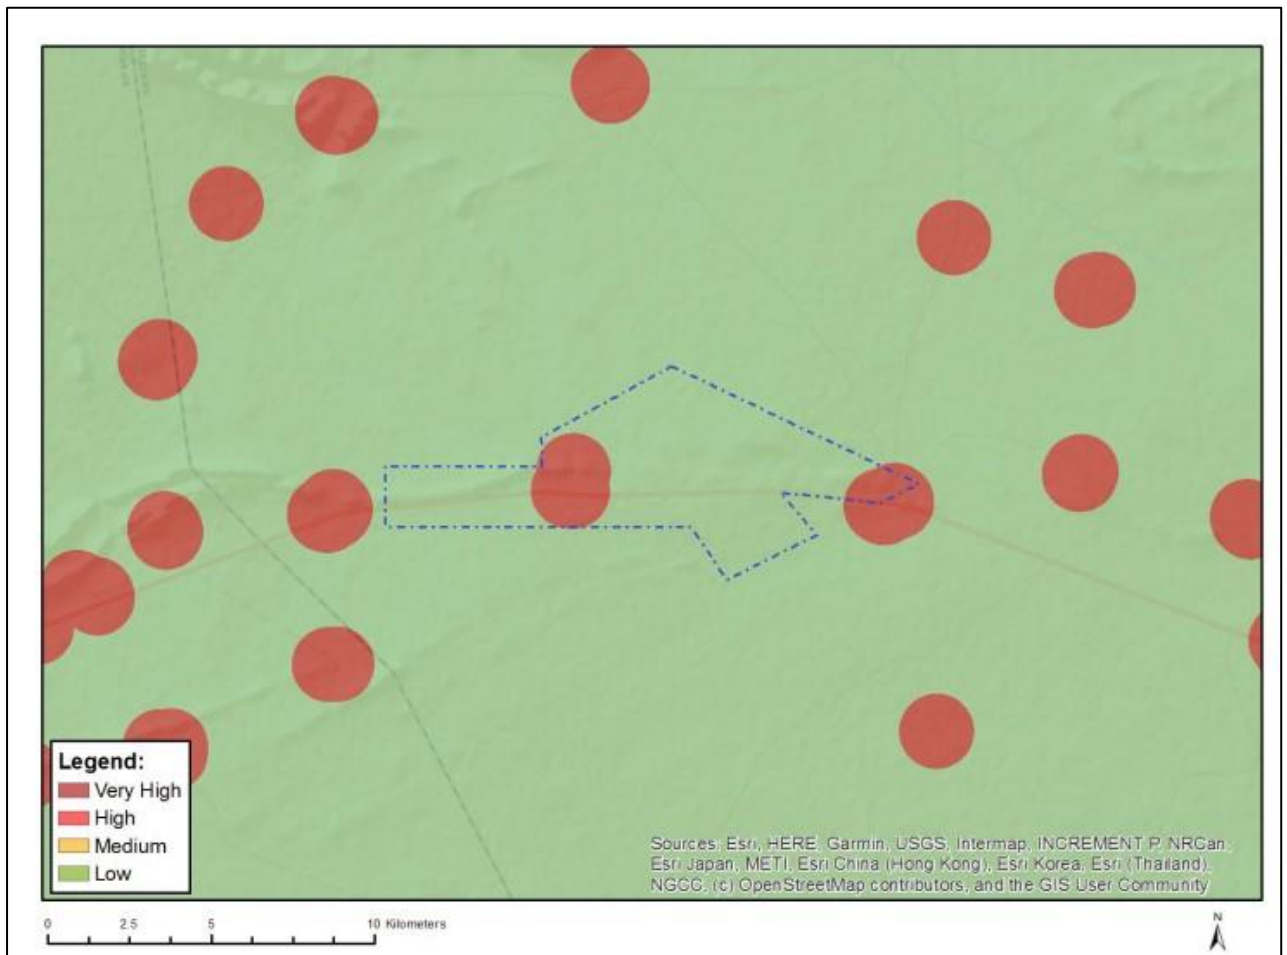 Legend:
Very High
High
Medium
Low
Sources: Esri, HERE, Garmin, USGS, Intermap, INCREMENT P, NRCan,
Esri Japan, METI, Esri China (Hong Kong), Esri Korea, Esri (Thailand),
NGCC, (c) OpenStreetMap contributors, and the GIS User Community
0 2.5 5 10 Kilometers
N